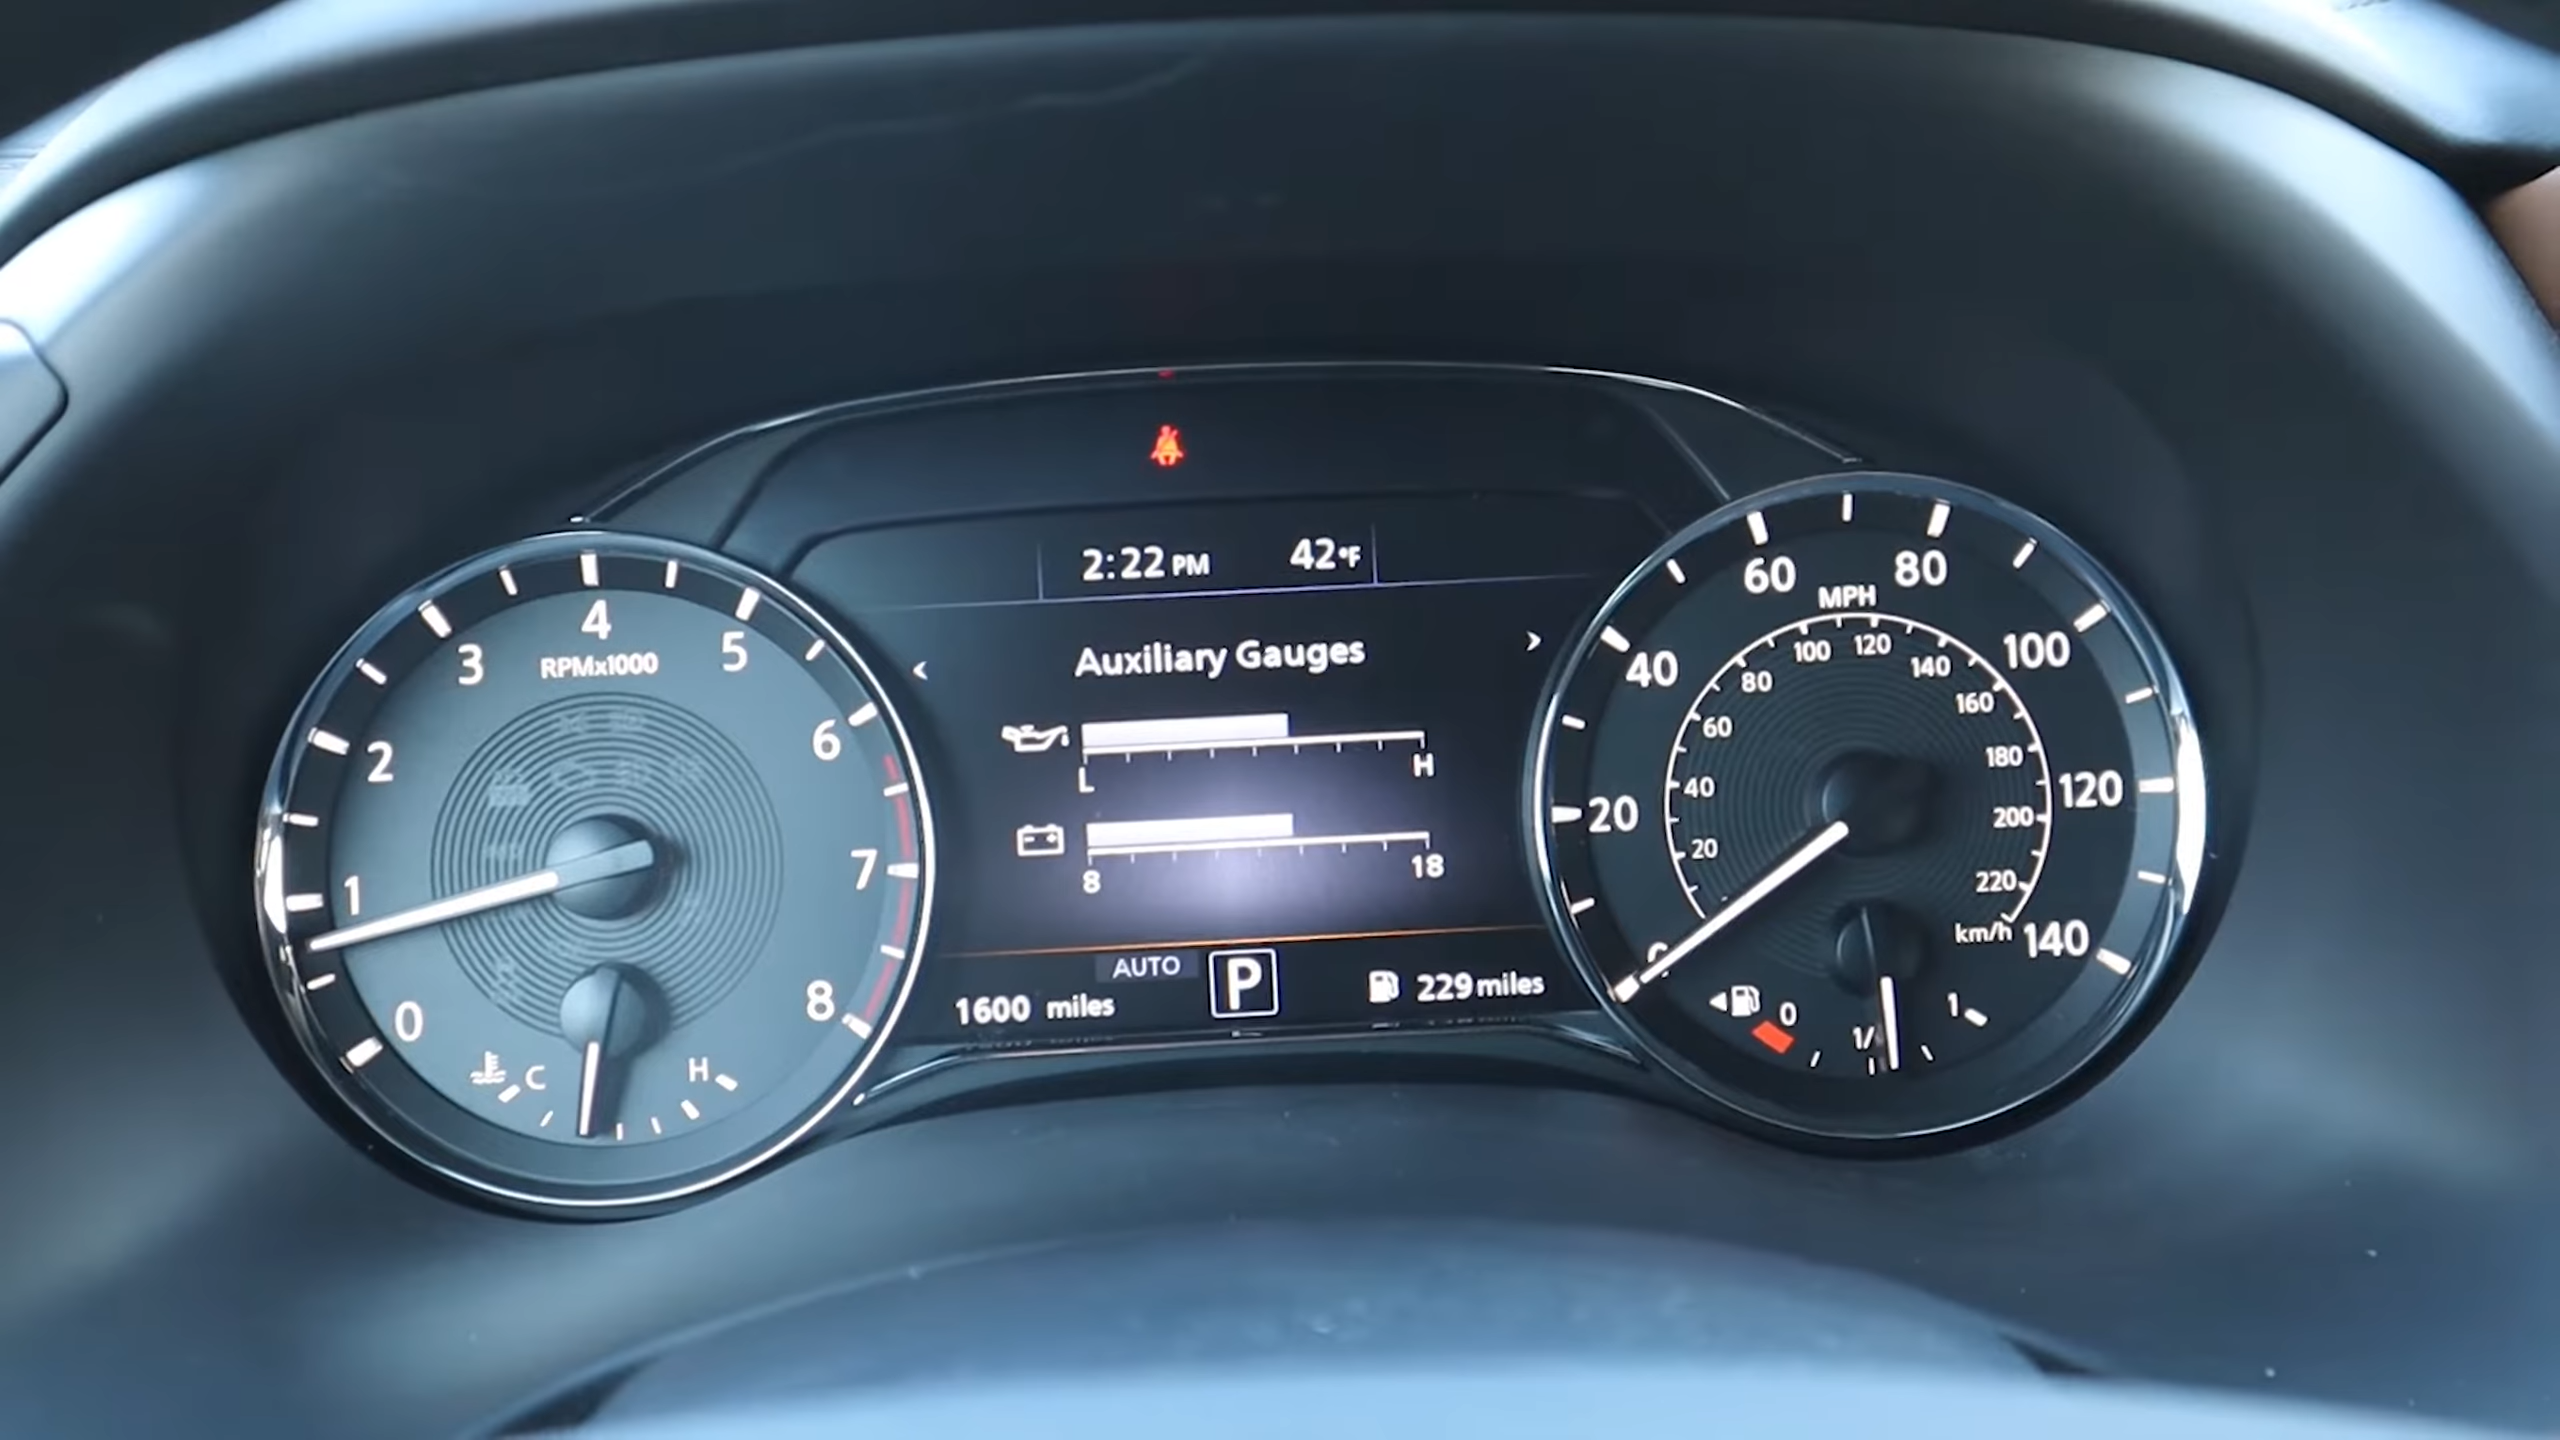 2:22 PM 42°F
‹ Auxiliary Gauges ›
L H
8 18
AUTO P
1600 miles 229 miles
0 1 2 3 4 5 6 7 8
RPMx1000
C H
20 40 60 80 100 120 140
MPH
20 40 60 80 100 120 140 160 180 200 220
km/h
0 1/ 1